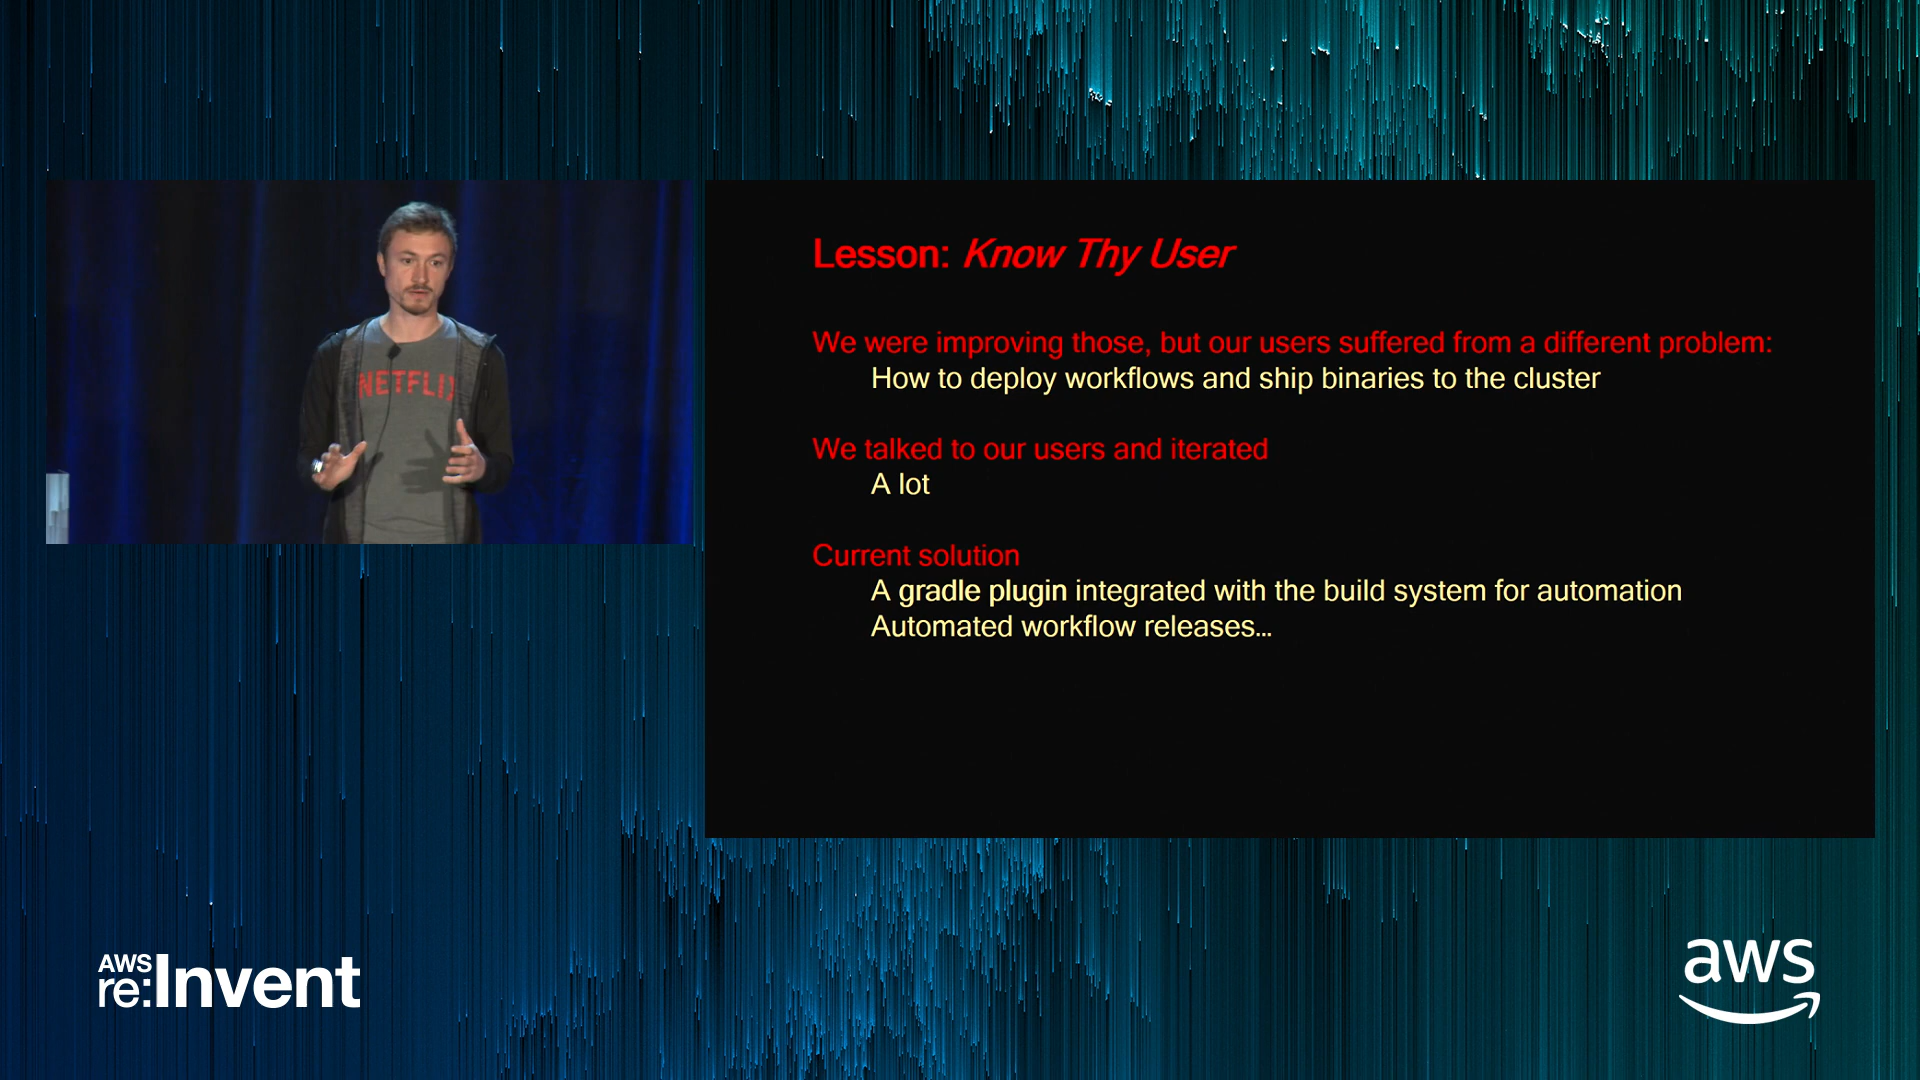 NETFLIX
Lesson: Know Thy User
We were improving those, but our users suffered from a different problem:
How to deploy workflows and ship binaries to the cluster
We talked to our users and iterated
A lot
Current solution
A gradle plugin integrated with the build system for automation
Automated workflow releases...
AWS
re:Invent
aws